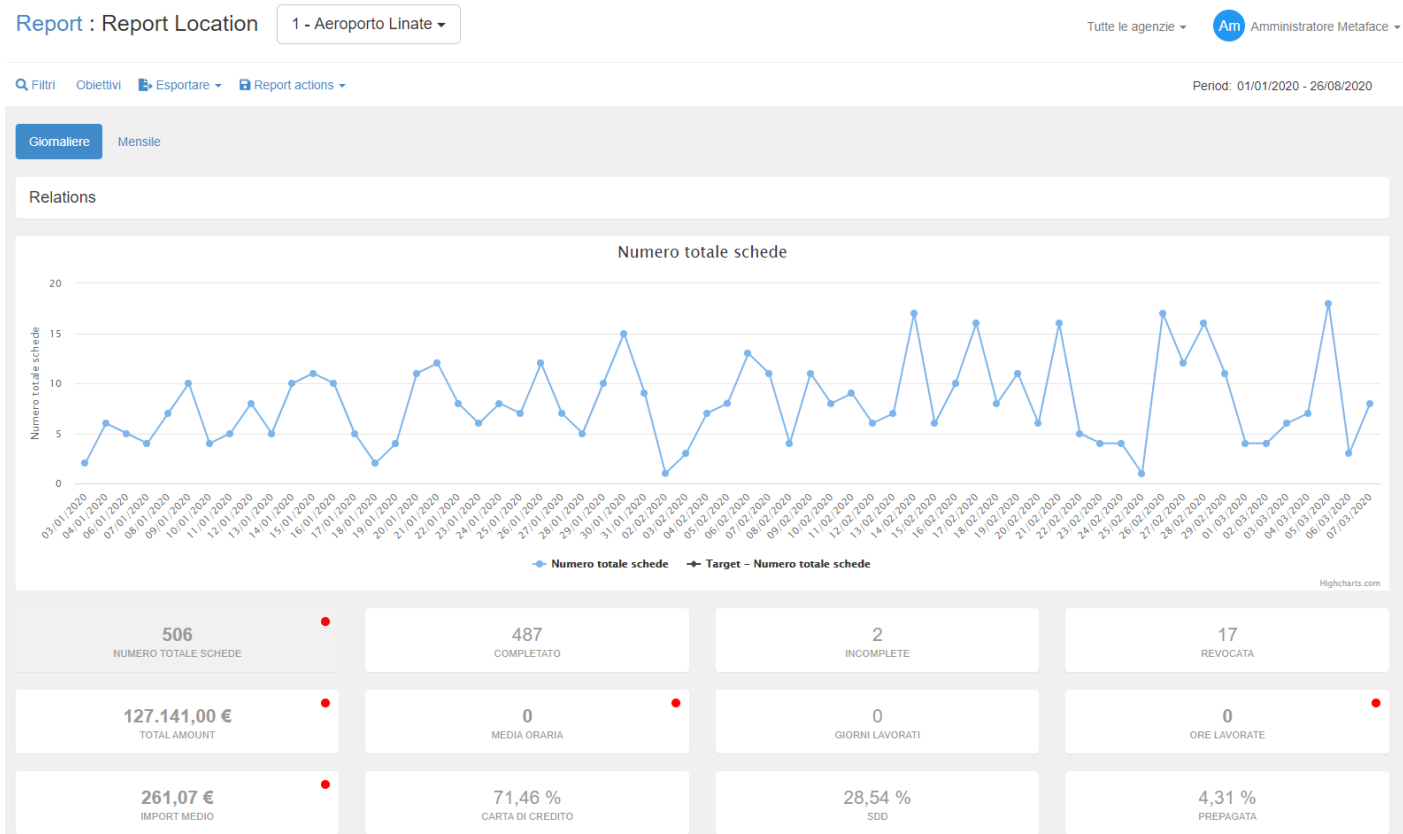 Report : Report Location
1 - Aeroporto Linate
Tutte le agenzie
Am
Amministratore Metaface
Filtri
Obiettivi
Esportare
Report actions
Period: 01/01/2020 - 26/08/2020
Giornaliere
Mensile
Relations
Numero totale schede
Numero totale schede
20
15
10
5
0
03/01/2020
04/01/2020
06/01/2020
07/01/2020
08/01/2020
09/01/2020
10/01/2020
11/01/2020
12/01/2020
13/01/2020
14/01/2020
15/01/2020
16/01/2020
17/01/2020
18/01/2020
19/01/2020
20/01/2020
21/01/2020
22/01/2020
23/01/2020
24/01/2020
25/01/2020
26/01/2020
27/01/2020
28/01/2020
29/01/2020
30/01/2020
31/01/2020
02/02/2020
03/02/2020
04/02/2020
05/02/2020
06/02/2020
07/02/2020
08/02/2020
09/02/2020
10/02/2020
11/02/2020
12/02/2020
13/02/2020
14/02/2020
15/02/2020
16/02/2020
17/02/2020
18/02/2020
19/02/2020
20/02/2020
21/02/2020
22/02/2020
23/02/2020
24/02/2020
25/02/2020
26/02/2020
27/02/2020
28/02/2020
29/02/2020
01/03/2020
02/03/2020
03/03/2020
04/03/2020
05/03/2020
06/03/2020
07/03/2020
Numero totale schede
Target – Numero totale schede
Highcharts.com
506
NUMERO TOTALE SCHEDE
487
COMPLETATO
2
INCOMPLETE
17
REVOCATA
127.141,00 €
TOTAL AMOUNT
0
MEDIA ORARIA
0
GIORNI LAVORATI
0
ORE LAVORATE
261,07 €
IMPORT MEDIO
71,46 %
CARTA DI CREDITO
28,54 %
SDD
4,31 %
PREPAGATA